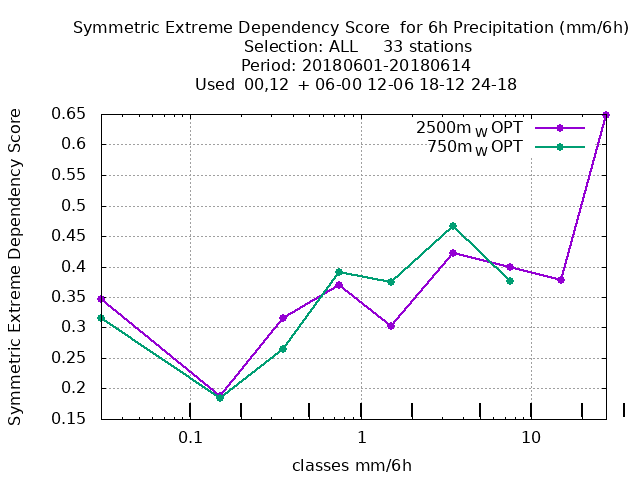 Symmetric Extreme Dependency Score for 6h Precipitation (mm/6h)
Selection: ALL 33 stations
Period: 20180601-20180614
Used 00,12 + 06-00 12-06 18-12 24-18
Symmetric Extreme Dependency Score
0.65
0.6
0.55
0.5
0.45
0.4
0.35
0.3
0.25
0.2
0.15
2500m W OPT
750m W OPT
0.1 1 10
classes mm/6h